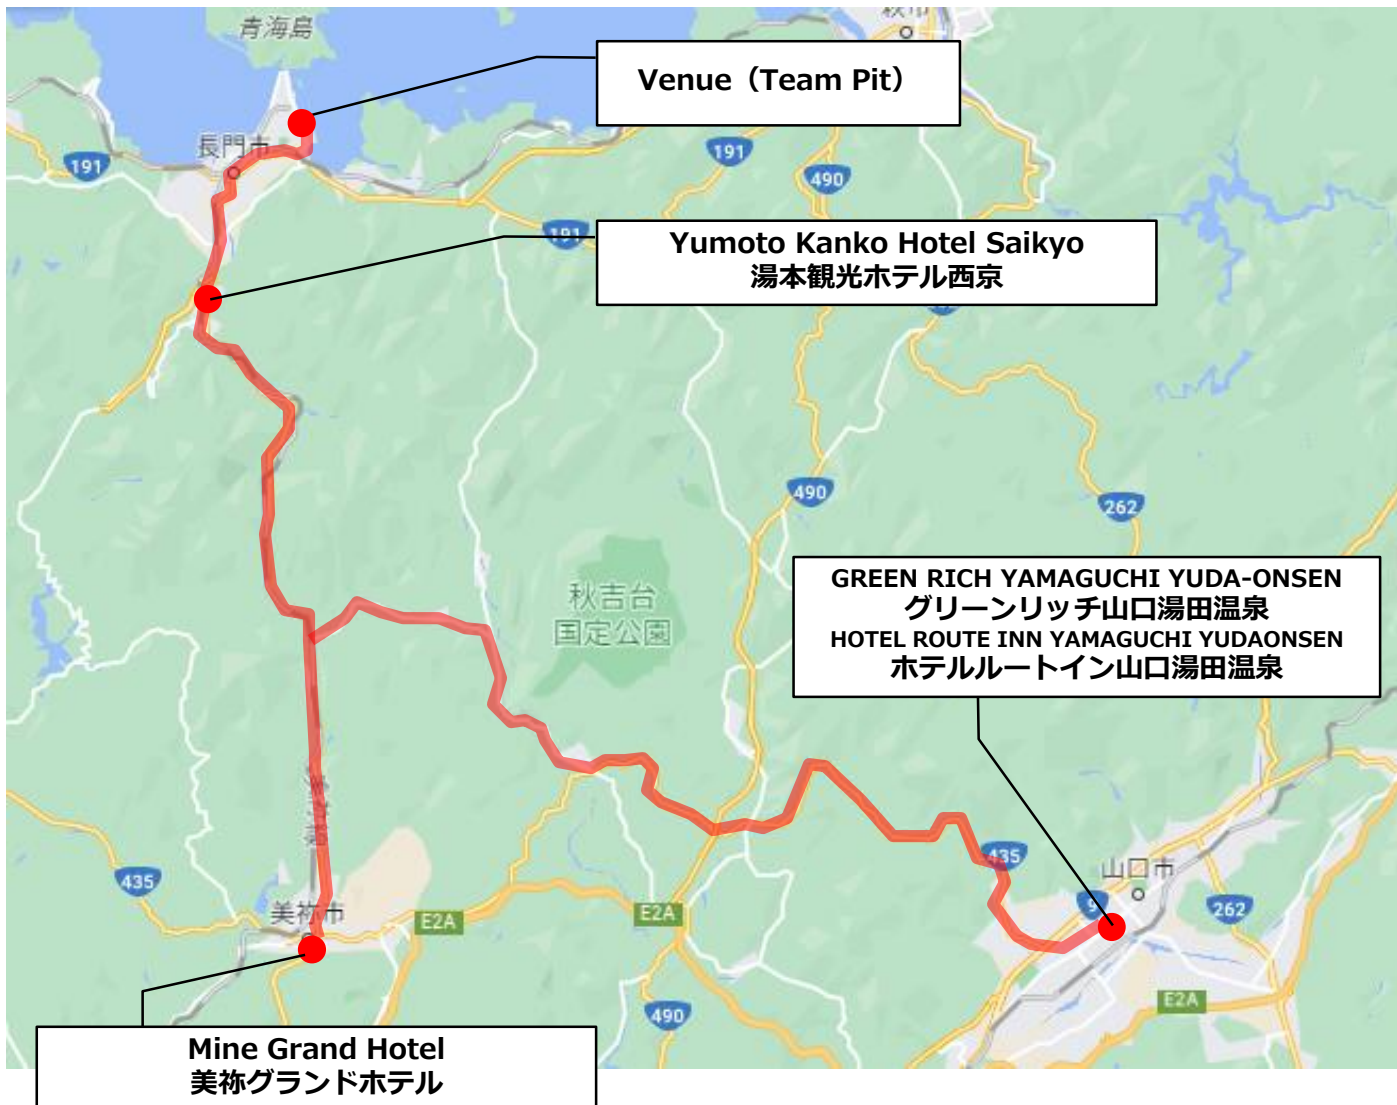 青海島
萩市
Venue（Team Pit）
長門市
191
191
490
191
Yumoto Kanko Hotel Saikyo
湯本観光ホテル西京
490
262
秋吉台
国定公園
GREEN RICH YAMAGUCHI YUDA-ONSEN
グリーンリッチ山口湯田温泉
HOTEL ROUTE INN YAMAGUCHI YUDAONSEN
ホテルルートイン山口湯田温泉
435
435
山口市
9
262
美祢市
E2A
E2A
E2A
490
Mine Grand Hotel
美祢グランドホテル